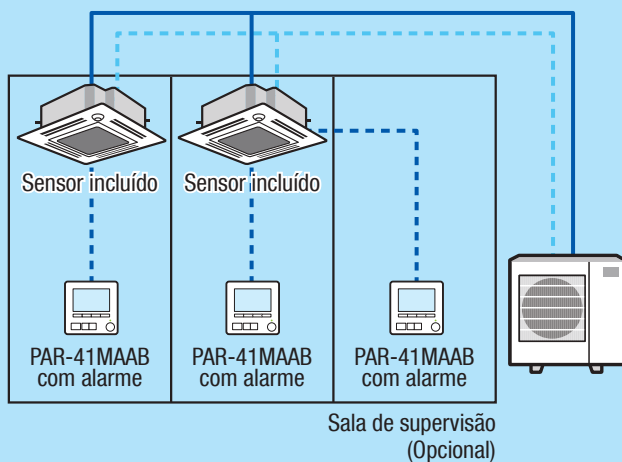 Sensor incluído
Sensor incluído
PAR-41MAAB
com alarme
PAR-41MAAB
com alarme
PAR-41MAAB
com alarme
Sala de supervisão
(Opcional)